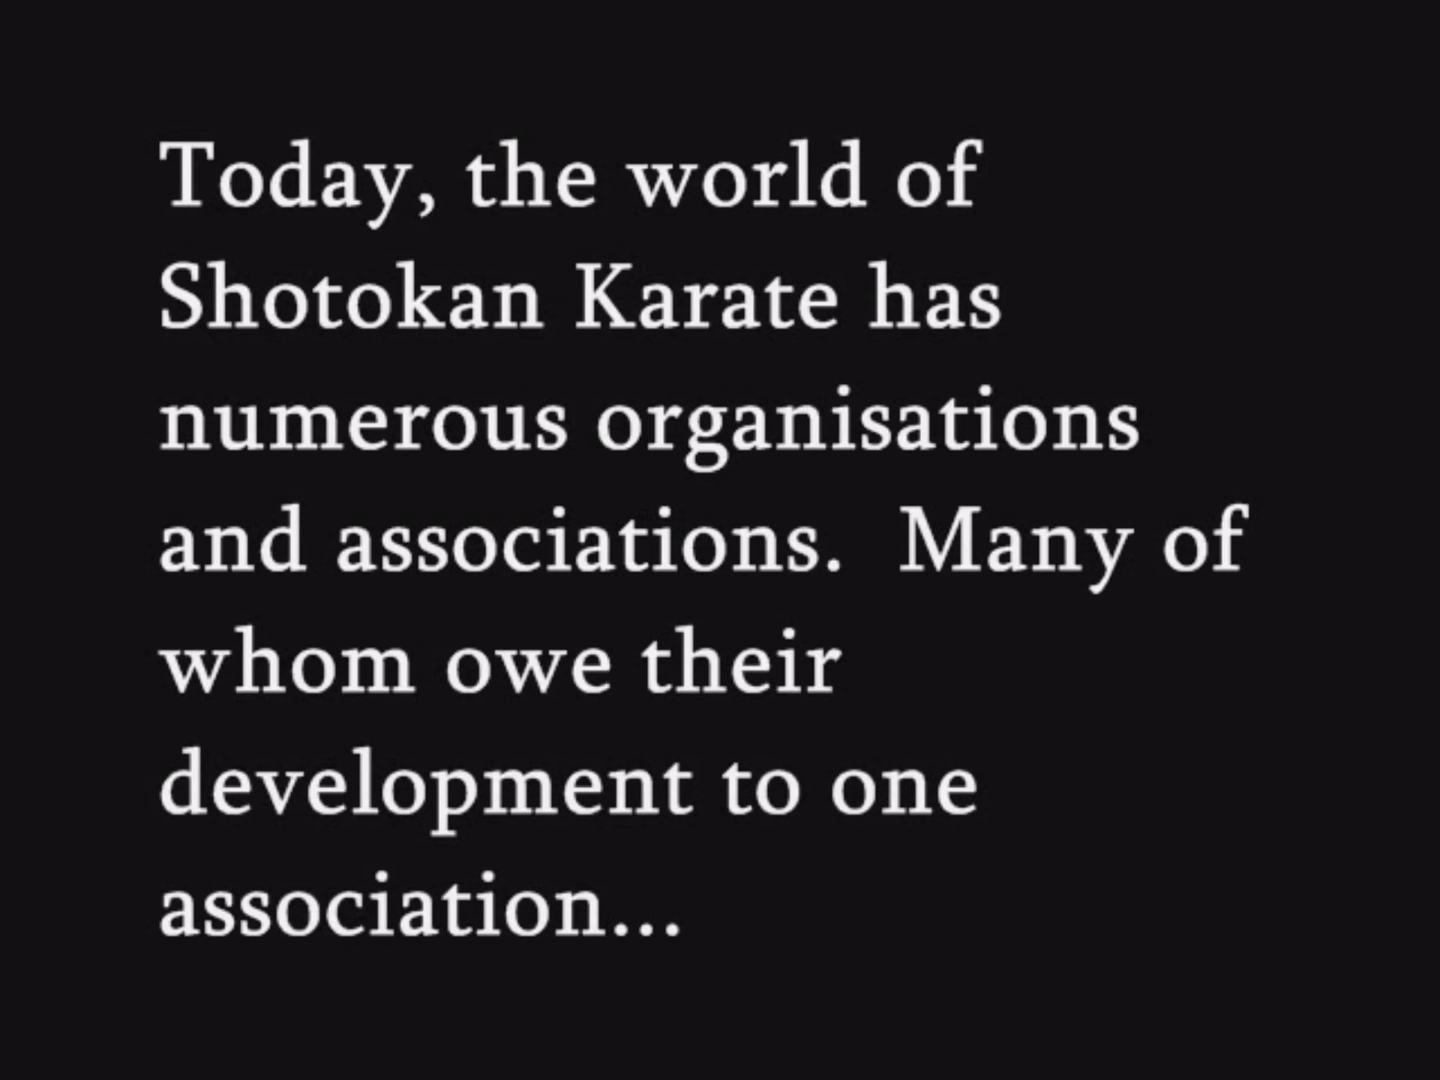 Today, the world of
Shotokan Karate has
numerous organisations
and associations.  Many of
whom owe their
development to one
association...